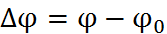 Δφ = φ − φ₀